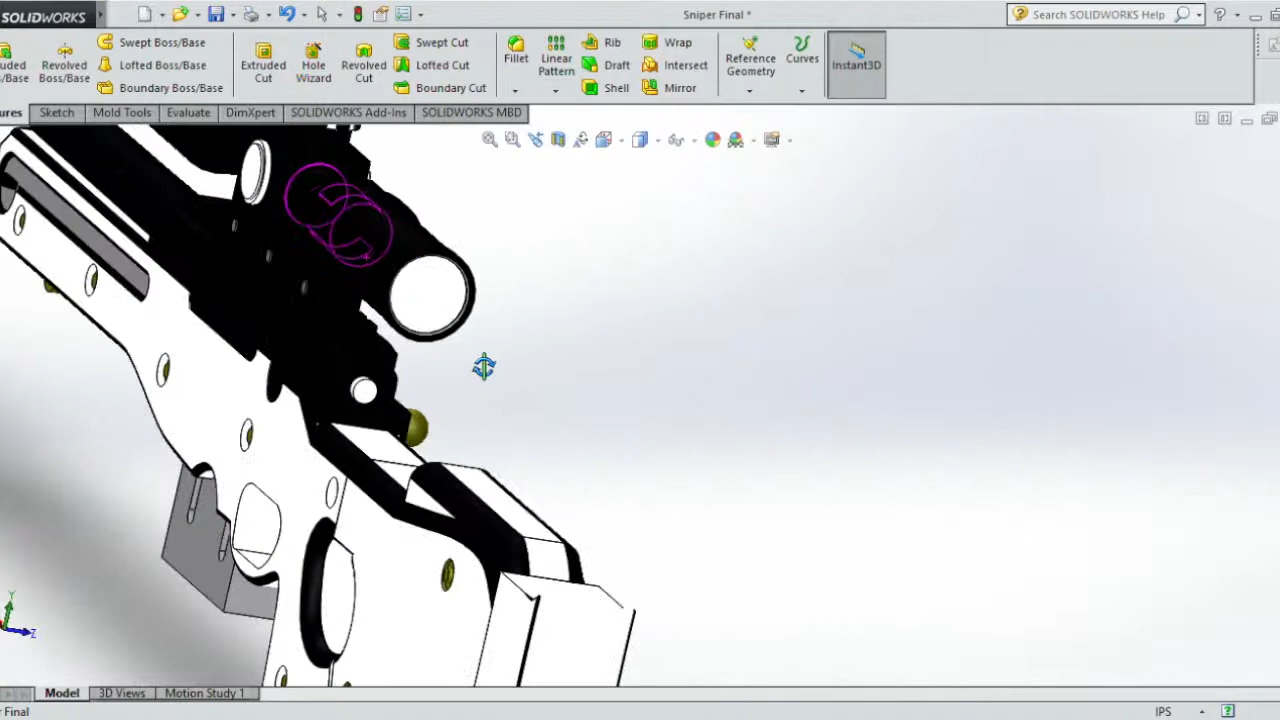 SOLIDWORKS
Sniper Final *
Search SOLIDWORKS Help
Swept Boss/Base
Swept Cut
Rib
Wrap
Revolved Boss/Base
Lofted Boss/Base
Extruded Cut
Hole Wizard
Revolved Cut
Lofted Cut
Fillet
Linear Pattern
Draft
Intersect
Reference Geometry
Curves
Instant3D
Boundary Boss/Base
Boundary Cut
Shell
Mirror
ures
Sketch
Mold Tools
Evaluate
DimXpert
SOLIDWORKS Add-Ins
SOLIDWORKS MBD
Y
Z
Model
3D Views
Motion Study 1
Final
IPS